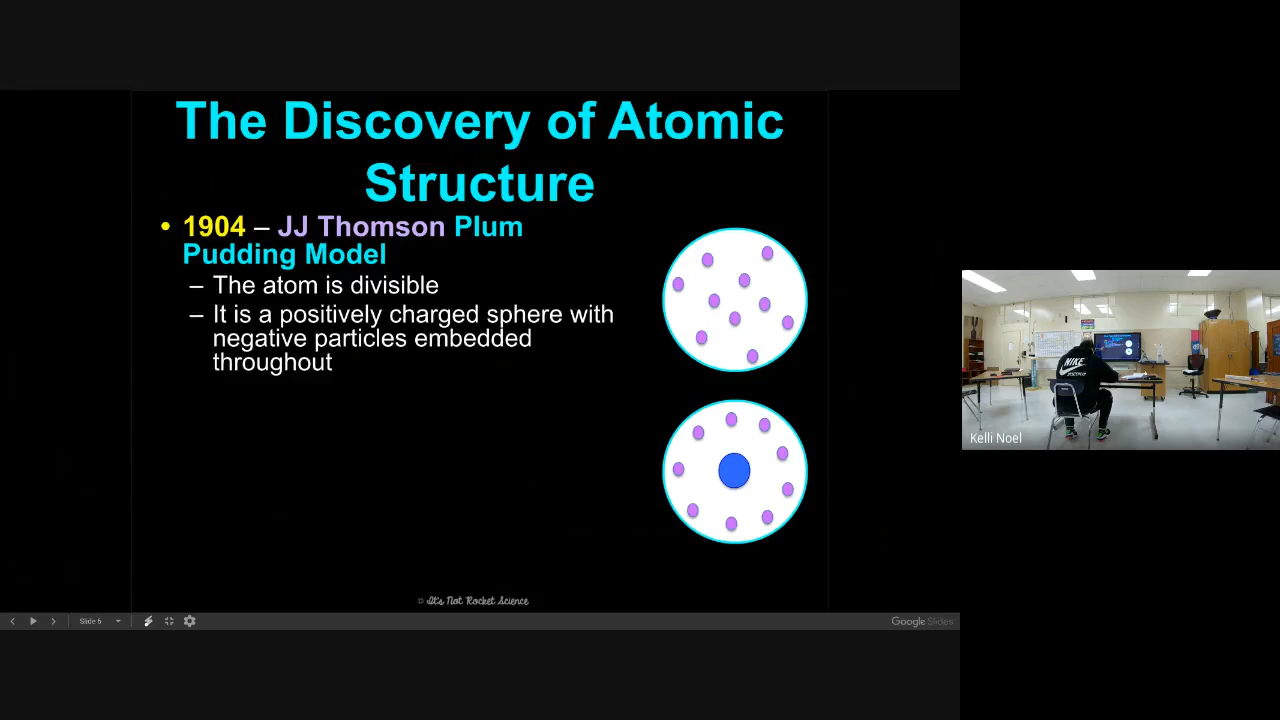 The Discovery of Atomic
Structure
• 1904 – JJ Thomson Plum
Pudding Model
– The atom is divisible
– It is a positively charged sphere with
negative particles embedded
throughout
© It's Not Rocket Science
Slide 6
Google Slides
NIKE
Kelli Noel